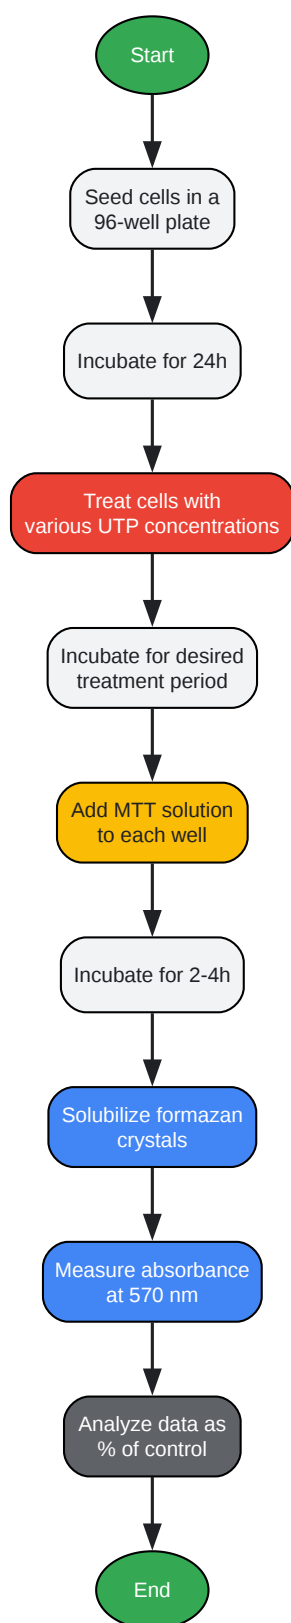 Start
Seed cells in a
96-well plate
Incubate for 24h
Treat cells with
various UTP concentrations
Incubate for desired
treatment period
Add MTT solution
to each well
Incubate for 2-4h
Solubilize formazan
crystals
Measure absorbance
at 570 nm
Analyze data as
% of control
End